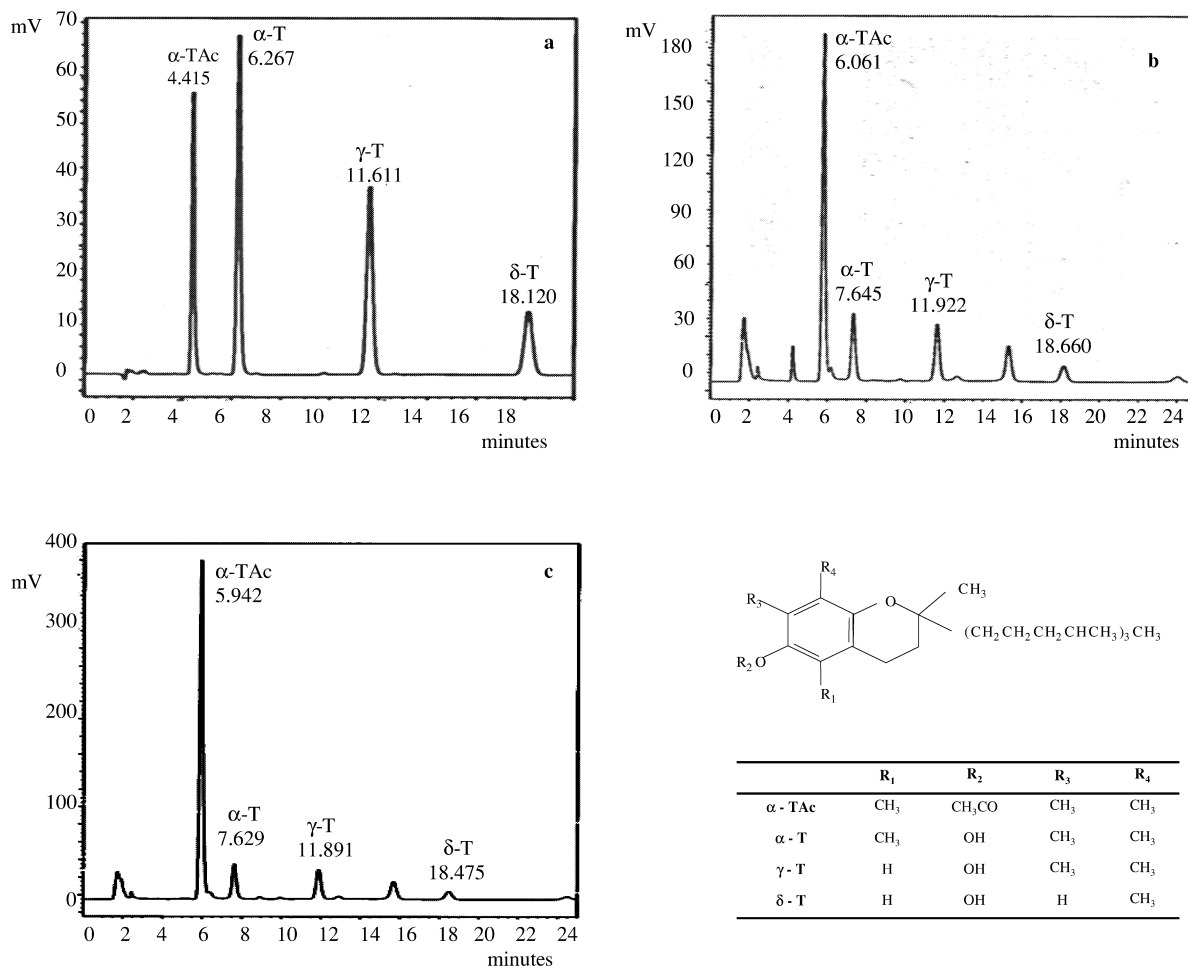 mV
70
60
50
40
30
20
10
0
a
α-TAc
4.415
α-T
6.267
γ-T
11.611
δ-T
18.120
0 2 4 6 8 10 12 14 16 18
minutes
mV
180
150
120
90
60
30
0
b
α-TAc
6.061
α-T
7.645
γ-T
11.922
δ-T
18.660
0 2 4 6 8 10 12 14 16 18 20 22 24
minutes
400
mV
300
200
100
0
c
α-TAc
5.942
α-T
7.629
γ-T
11.891
δ-T
18.475
0 2 4 6 8 10 12 14 16 18 20 22 24
minutes
R₄
R₃
O
CH₃
(CH₂CH₂CH₂CHCH₃)₃CH₃
R₂O
R₁
R₁ R₂ R₃ R₄
α - TAc CH₃ CH₃CO CH₃ CH₃
α - T CH₃ OH CH₃ CH₃
γ - T H OH CH₃ CH₃
δ - T H OH H CH₃